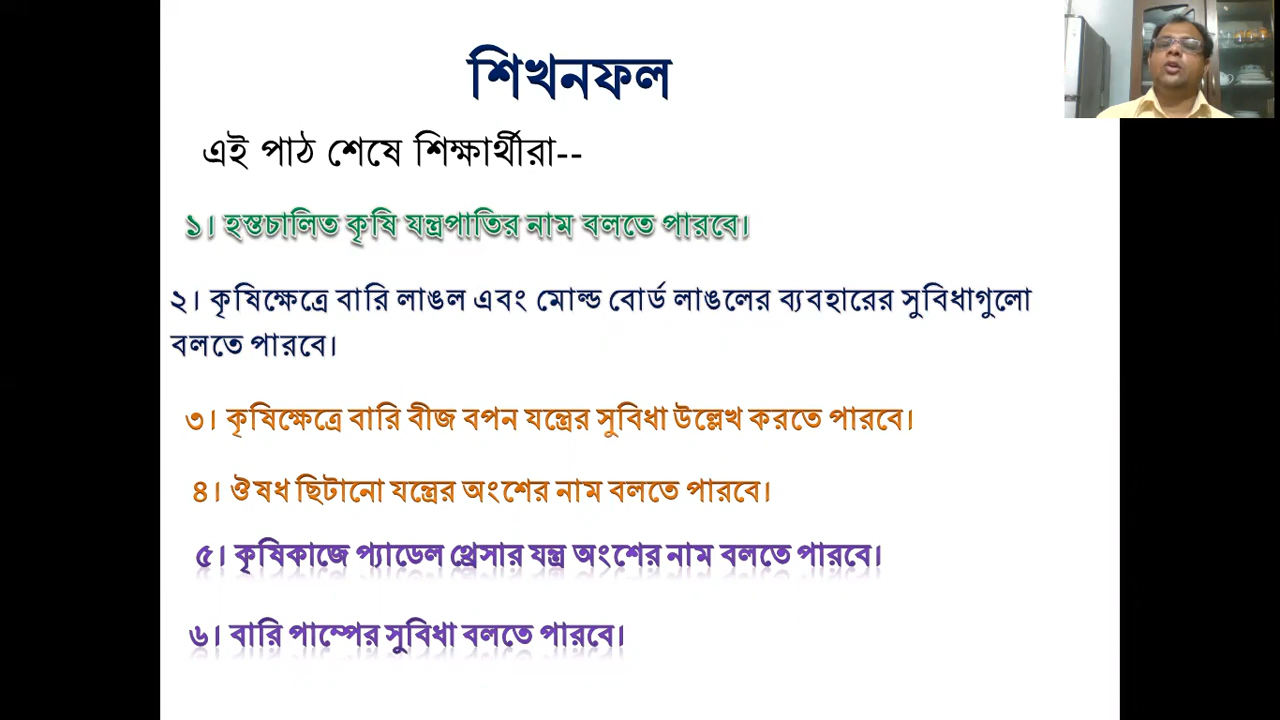 শিখনফল
এই পাঠ শেষে শিক্ষার্থীরা--
১। হস্তচালিত কৃষি যন্ত্রপাতির নাম বলতে পারবে।
২। কৃষিক্ষেত্রে বারি লাঙল এবং মোল্ড বোর্ড লাঙলের ব্যবহারের সুবিধাগুলো
বলতে পারবে।
৩। কৃষিক্ষেত্রে বারি বীজ বপন যন্ত্রের সুবিধা উল্লেখ করতে পারবে।
৪। ঔষধ ছিটানো যন্ত্রের অংশের নাম বলতে পারবে।
৫। কৃষিকাজে প্যাডেল থ্রেসার যন্ত্র অংশের নাম বলতে পারবে।
৬। বারি পাম্পের সুবিধা বলতে পারবে।